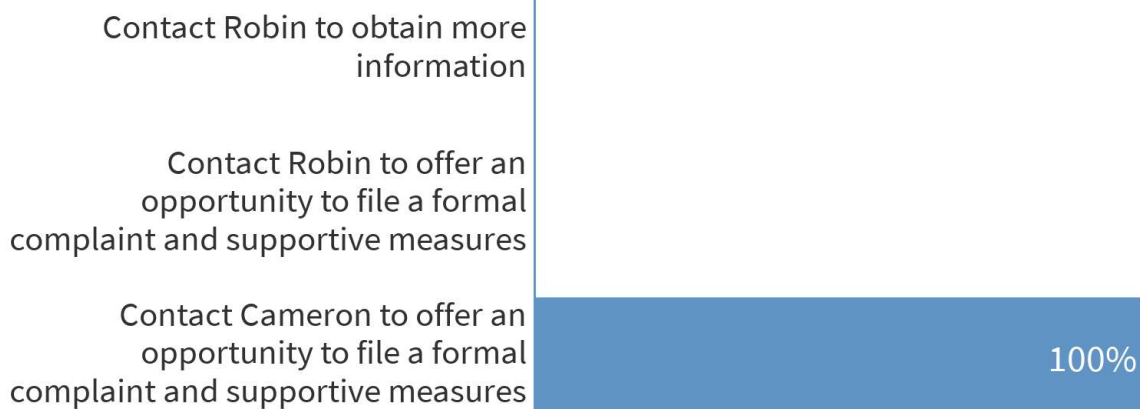 Contact Robin to obtain more
information
Contact Robin to offer an
opportunity to file a formal
complaint and supportive measures
Contact Cameron to offer an
opportunity to file a formal
complaint and supportive measures
100%